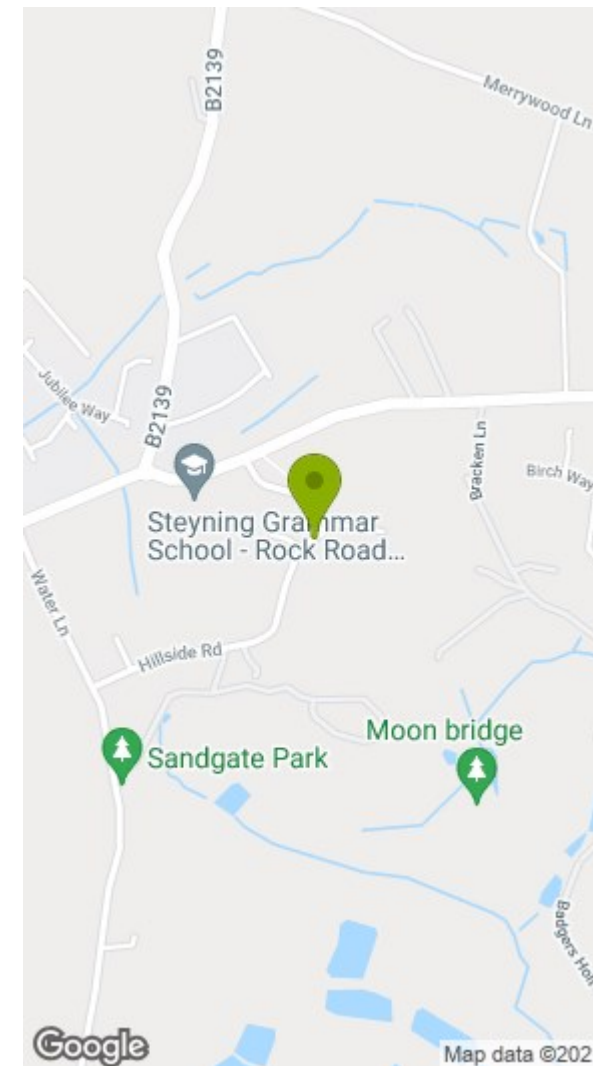 B2139
Merrywood Ln
Jubilee Way
B2139
Bracken Ln
Birch Way
Steyning Grammar
School - Rock Road...
Water Ln
Hillside Rd
Moon bridge
Sandgate Park
Badgers Holl
Google
Map data ©202